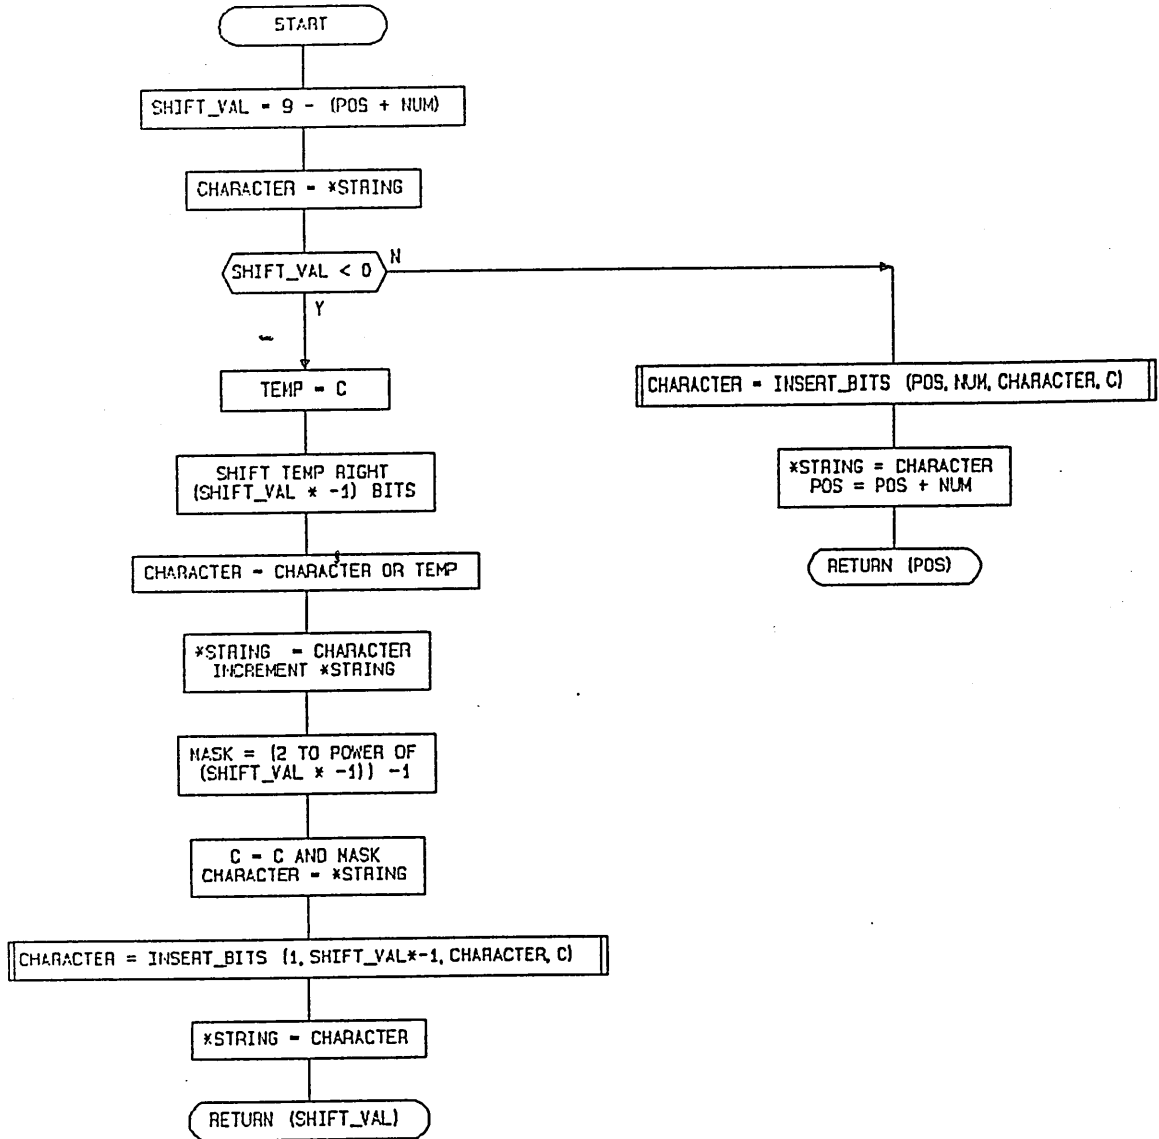 START
SHIFT_VAL = 9 - (POS + NUM)
CHARACTER = *STRING
SHIFT_VAL < 0
N
Y
TEMP = C
SHIFT TEMP RIGHT
(SHIFT_VAL * -1) BITS
CHARACTER = CHARACTER OR TEMP
*STRING = CHARACTER
INCREMENT *STRING
MASK = (2 TO POWER OF
(SHIFT_VAL * -1)) -1
C = C AND MASK
CHARACTER = *STRING
CHARACTER = INSERT_BITS (1, SHIFT_VAL*-1, CHARACTER, C)
*STRING = CHARACTER
RETURN (SHIFT_VAL)
CHARACTER = INSERT_BITS (POS, NUM, CHARACTER, C)
*STRING = CHARACTER
POS = POS + NUM
RETURN (POS)